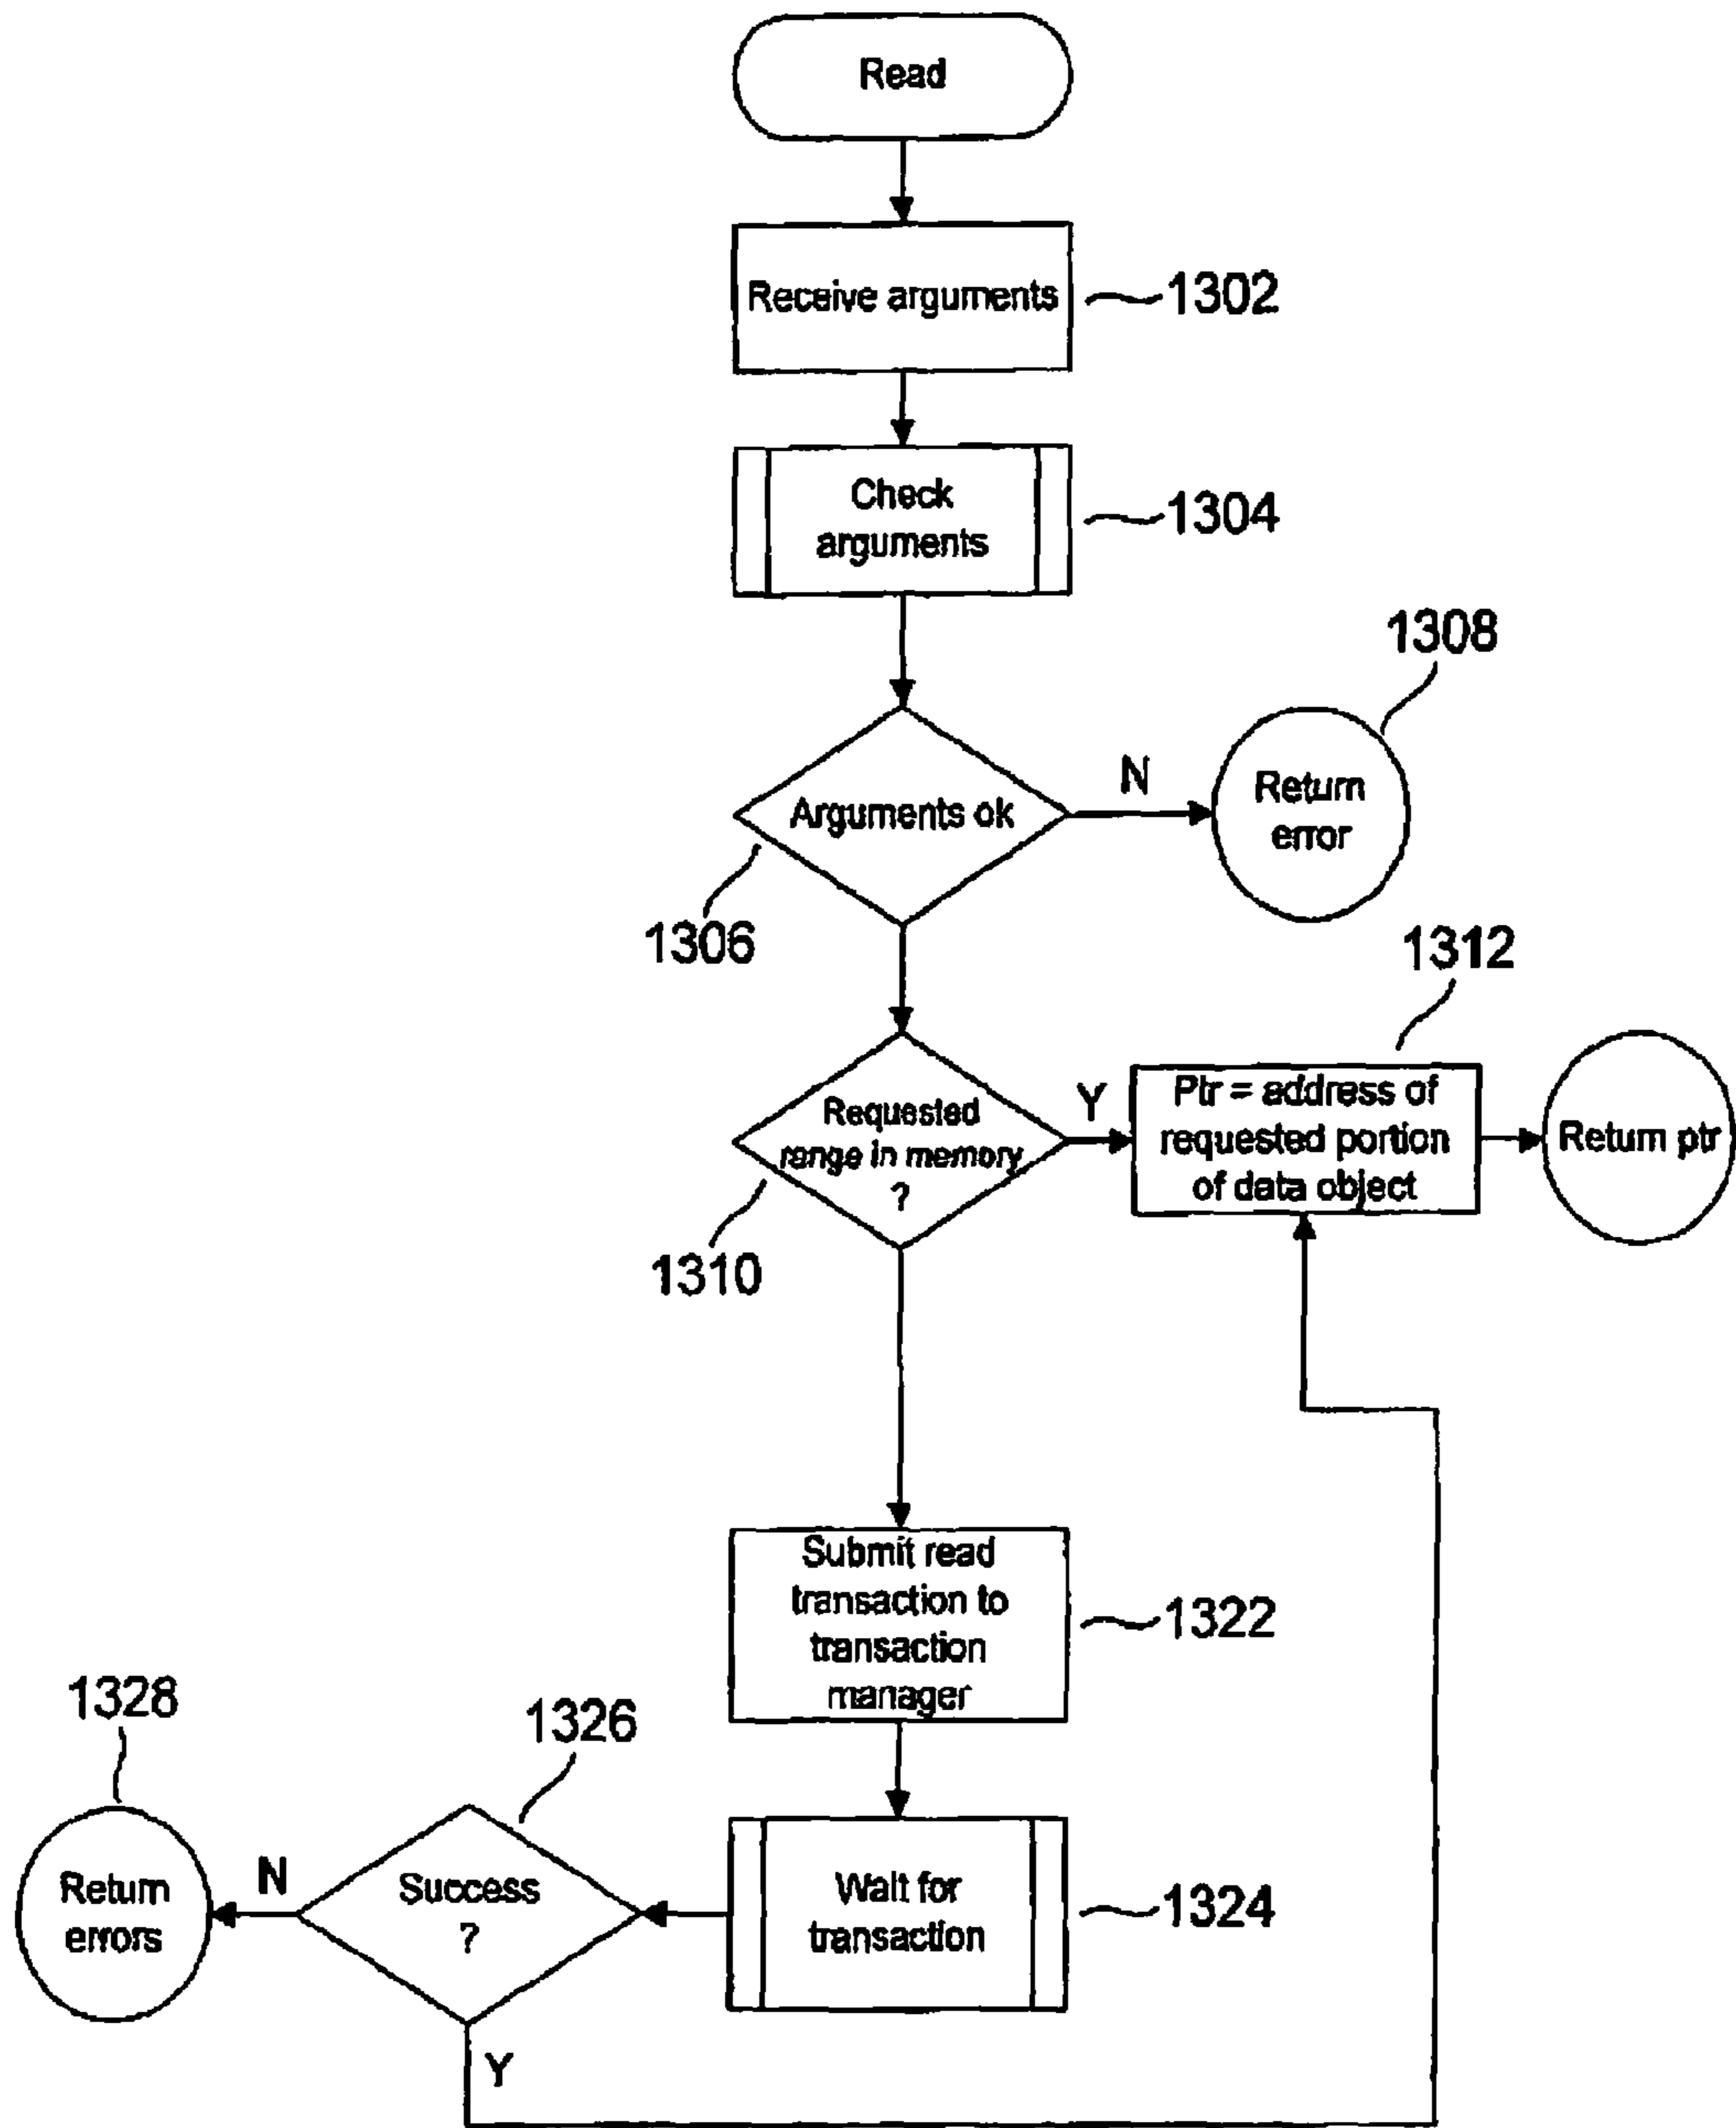 Read
Receive arguments
1302
Check
arguments
1304
1308
Arguments ok
N
Return
error
1306
1312
Requested
range in memory
?
Y
Ptr = address of
requested portion
of data object
Return ptr
1310
Submit read
transaction to
transaction
manager
1322
1328
1326
Return
errors
N
Success
?
Wait for
transaction
1324
Y